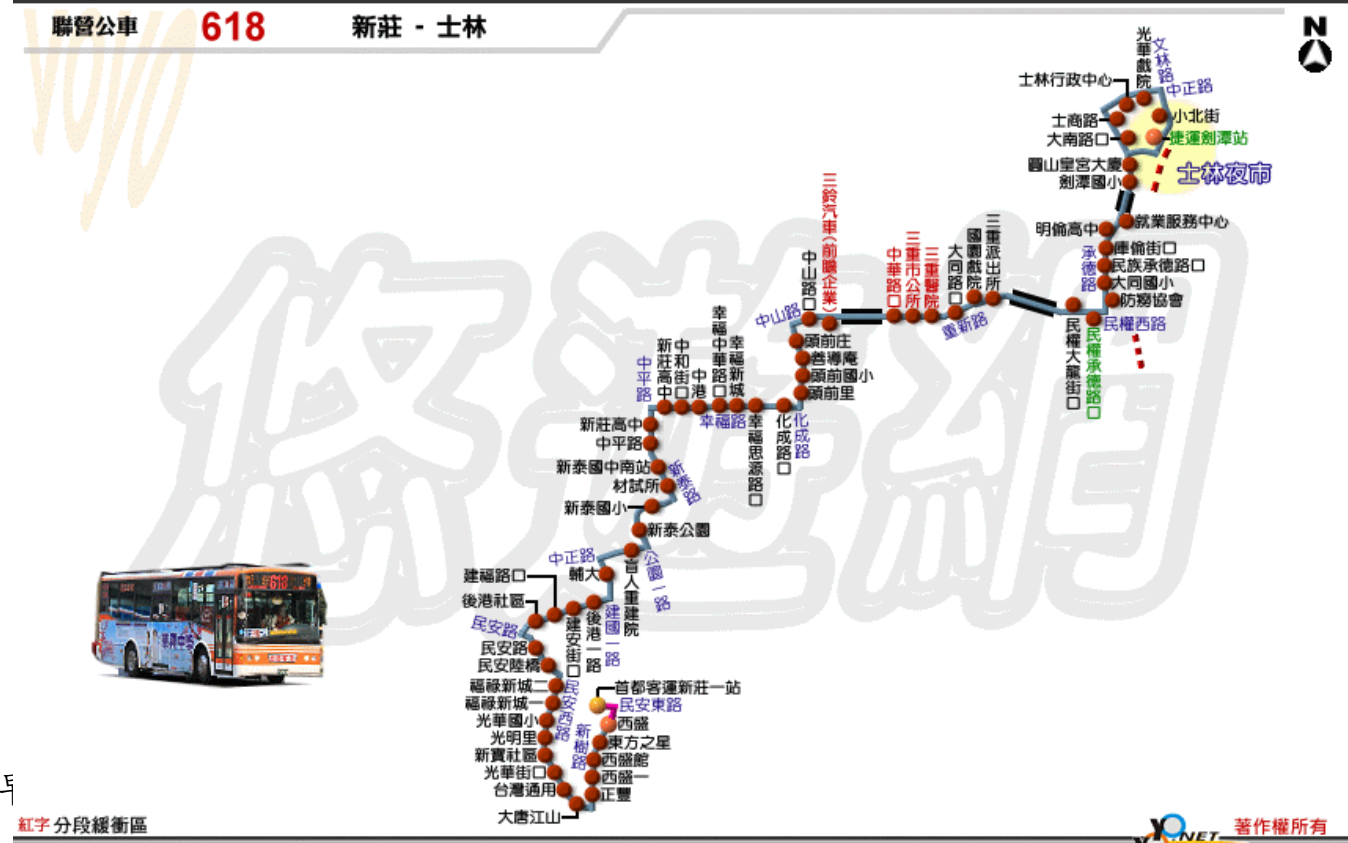 聯營公車 618 新莊 - 士林
N
光華戲院
文林路
中正路
士林行政中心
士商路
小北街
大南路口
捷運劍潭站
圓山皇宮大廈
士林夜市
劍潭國小
就業服務中心
明倫高中
承德路
庫倫街口
民族承德路口
大同國小
防癆協會
民權西路
民權承德路口
民權大龍街口
三重派出所
國園戲院
大同路口
重新路
三重醫院
三重市公所
中華路口
三鈴汽車(前瞻企業)
中山路口
中山路
頭前庄
善導庵
頭前國小
頭前里
化成路
化成路口
幸福思源路口
幸福新城
幸福中華路口
幸福路
中港
中和街口
新莊高中
中平路
新莊高中
中平路
新泰國中南站
新泰路
材試所
新泰國小
新泰公園
中正路
公園一路
盲人重建院
輔大
建國一路
後港一路
建安街口
建福路口
後港社區
民安路
民安路
民安陸橋
福祿新城二
福祿新城一
民安西路
光華國小
光明里
新寶社區
光華街口
台灣通用
大唐江山
新樹路
首都客運新莊一站
民安東路
西盛
東方之星
西盛館
西盛一
正豐
悠遊網
yoyo
618
紅字 分段緩衝區
YO.NET 著作權所有